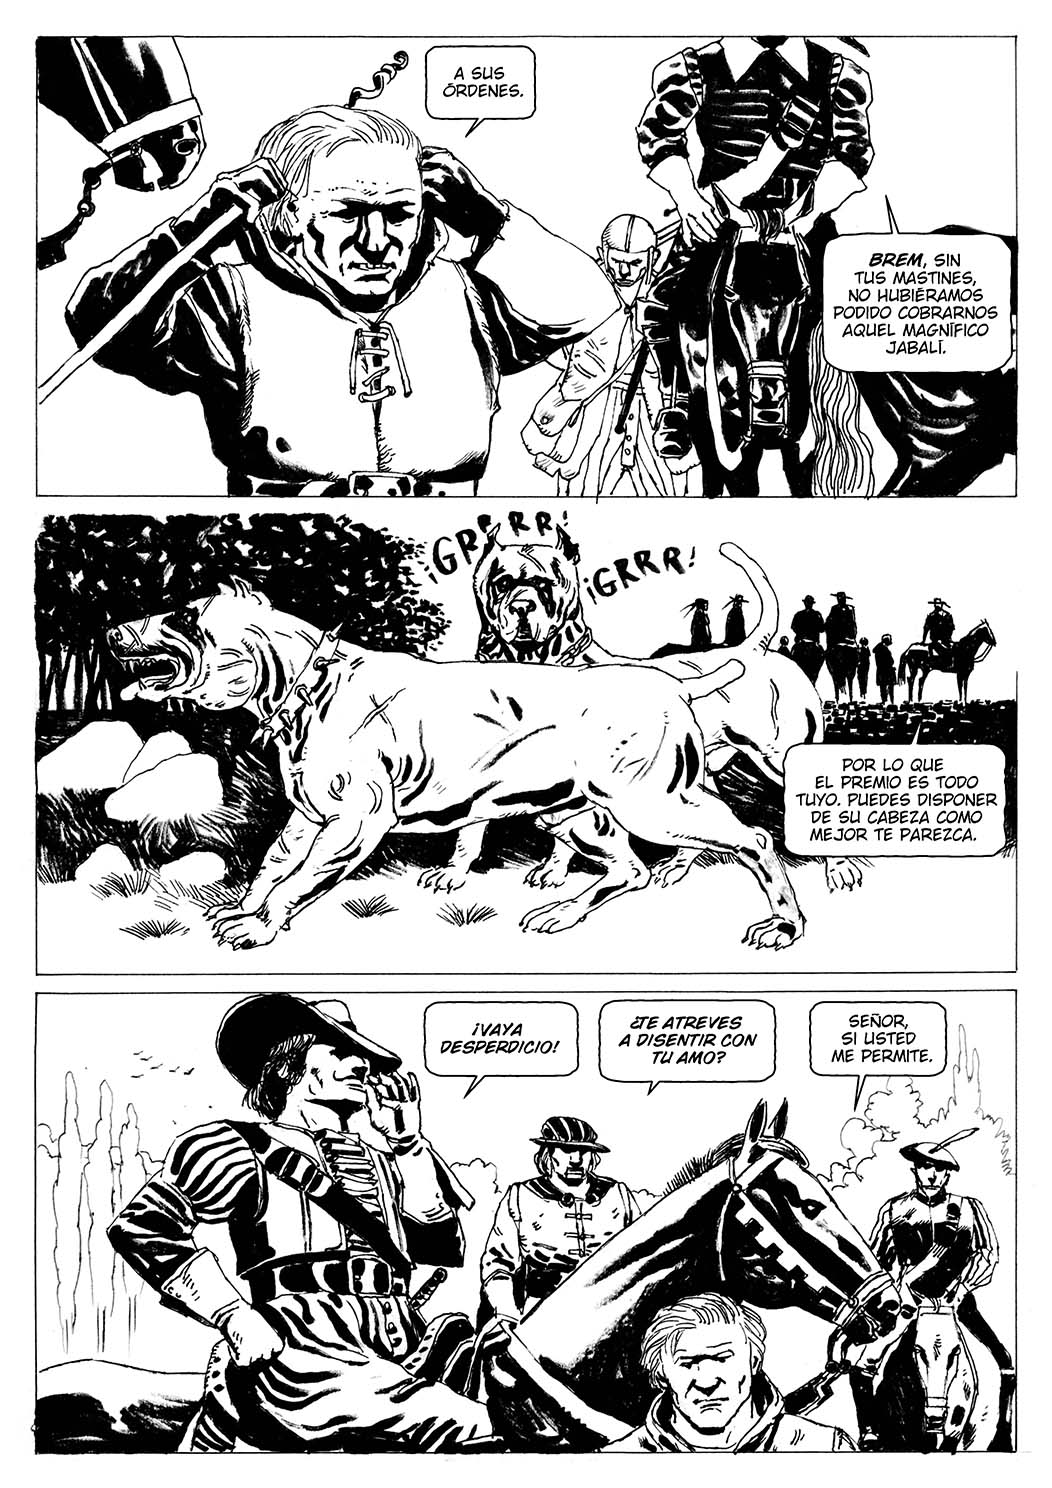 A SUS
ÓRDENES.
BREM, SIN
TUS MASTINES,
NO HUBIÉRAMOS
PODIDO COBRARNOS
AQUEL MAGNÍFICO
JABALÍ.
¡GRRRR!
¡GRRR!
POR LO QUE
EL PREMIO ES TODO
TUYO. PUEDES DISPONER
DE SU CABEZA COMO
MEJOR TE PAREZCA.
¡VAYA
DESPERDICIO!
¿TE ATREVES
A DISENTIR CON
TU AMO?
SEÑOR,
SI USTED
ME PERMITE.